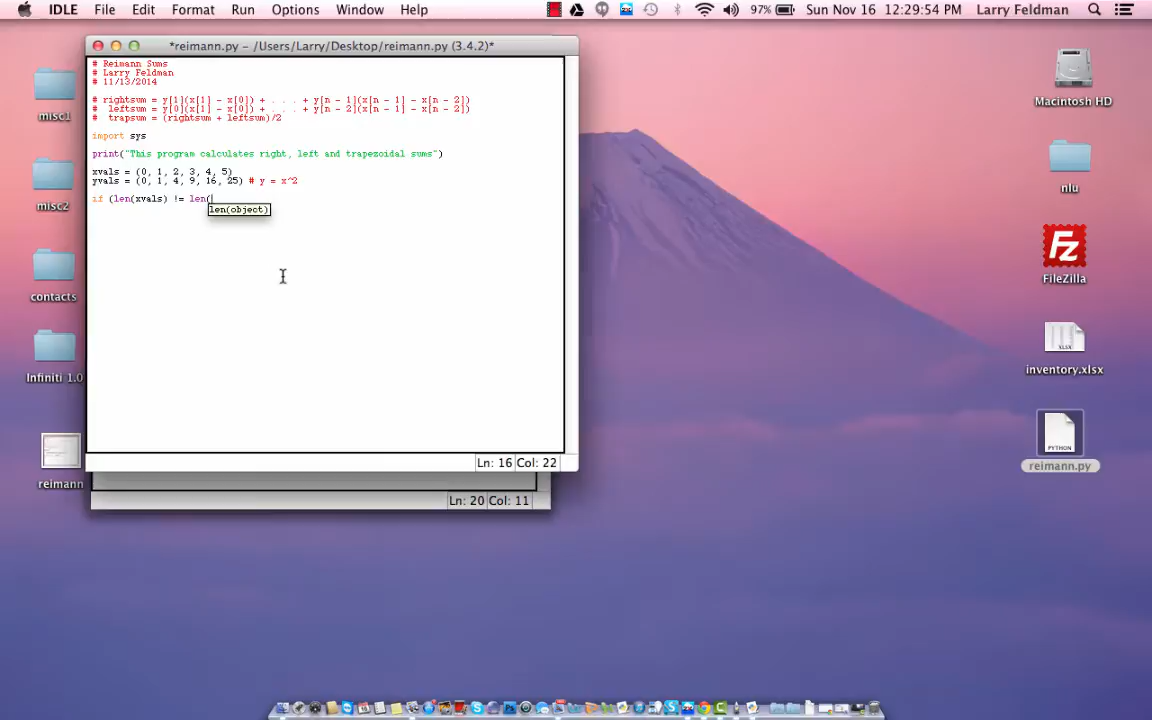 IDLE File Edit Format Run Options Window Help 97% Sun Nov 16 12:29:54 PM Larry Feldman
*reimann.py - /Users/Larry/Desktop/reimann.py (3.4.2)*
# Reimann Sums
# Larry Feldman
# 11/13/2014
# rightsum = y[1](x[1] - x[0]) + . . . + y[n - 1](x[n - 1] - x[n - 2])
#  leftsum = y[0](x[1] - x[0]) + . . . + y[n - 2](x[n - 1] - x[n - 2])
#  trapsum = (rightsum + leftsum)/2
import sys
print("This program calculates right, left and trapezoidal sums")
xvals = (0, 1, 2, 3, 4, 5)
yvals = (0, 1, 4, 9, 16, 25) # y = x^2
if (len(xvals) != len(
len(object)
Ln: 16 Col: 22
Ln: 20 Col: 11
misc1
misc2
contacts
Infiniti 1.0
reimann
Macintosh HD
nlu
Fz
FileZilla
XLSX
inventory.xlsx
PYTHON
reimann.py